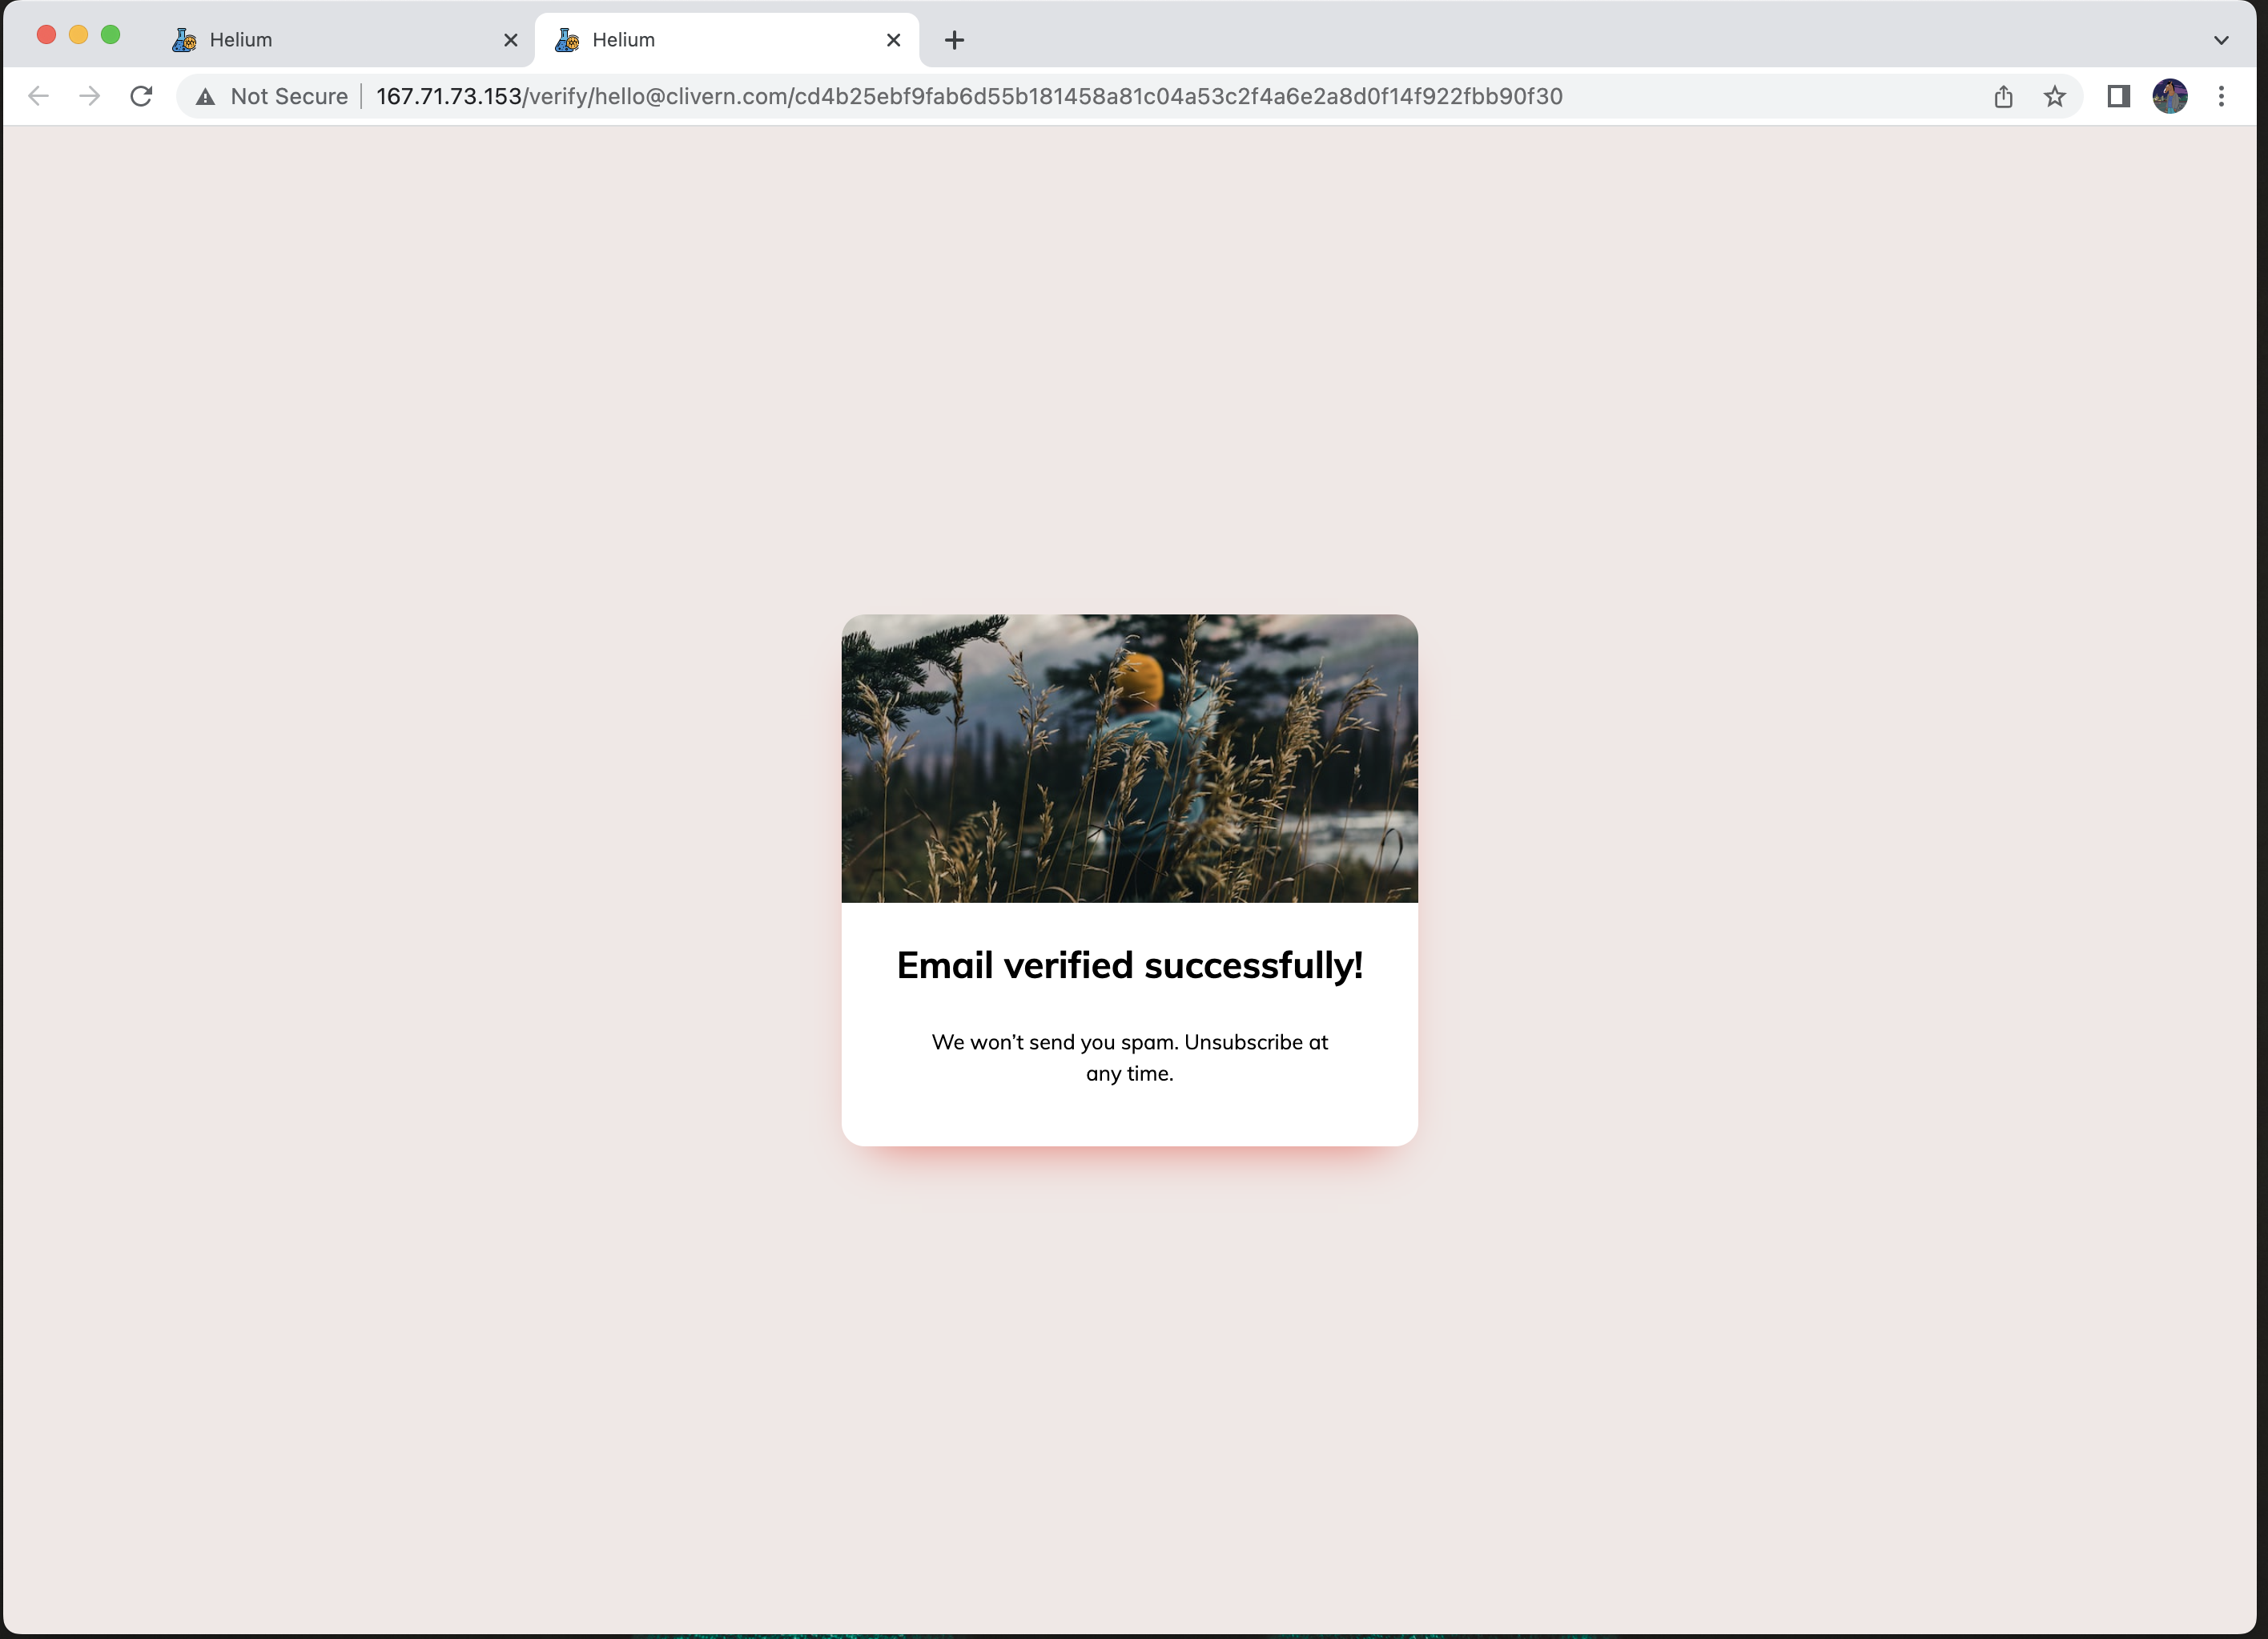 Helium
Helium
Not Secure | 167.71.73.153/verify/hello@clivern.com/cd4b25ebf9fab6d55b181458a81c04a53c2f4a6e2a8d0f14f922fbb90f30
Email verified successfully!
We won’t send you spam. Unsubscribe at
any time.